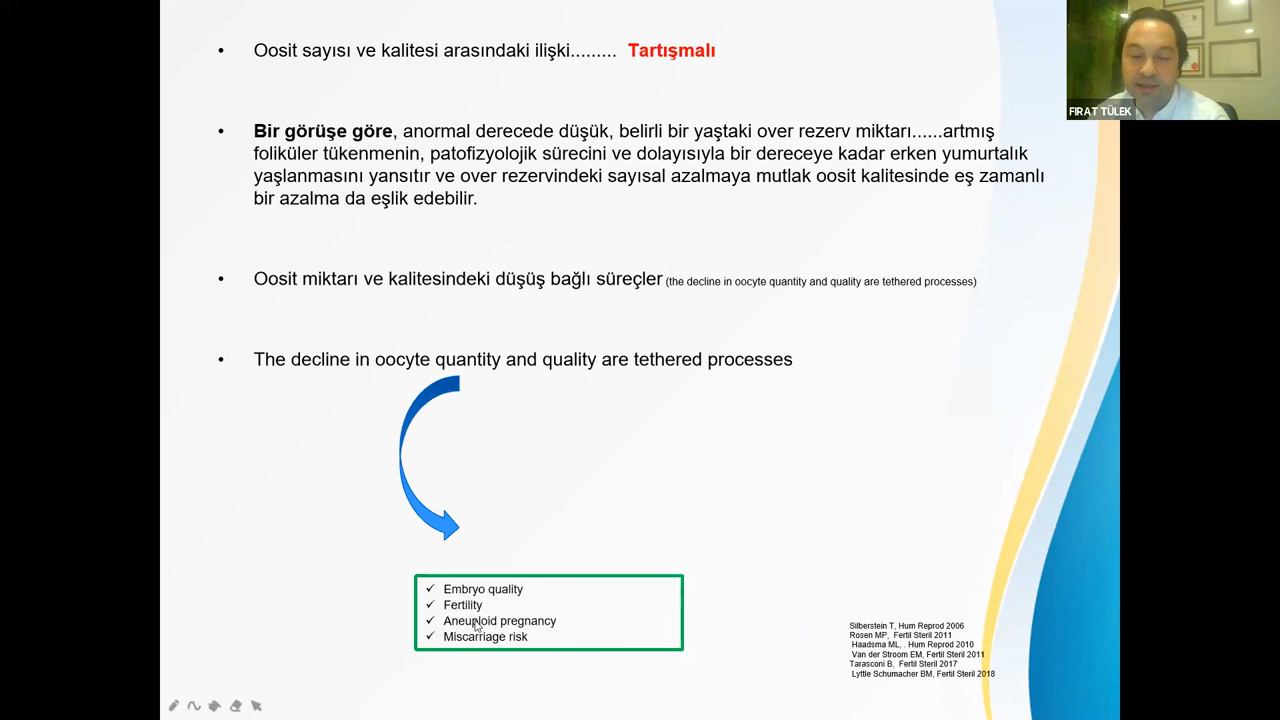 • Oosit sayısı ve kalitesi arasındaki ilişki......... Tartışmalı
FIRAT TÜLEK
• Bir görüşe göre, anormal derecede düşük, belirli bir yaştaki over rezerv miktarı......artmış
foliküler tükenmenin, patofizyolojik sürecini ve dolayısıyla bir dereceye kadar erken yumurtalık
yaşlanmasını yansıtır ve over rezervindeki sayısal azalmaya mutlak oosit kalitesinde eş zamanlı
bir azalma da eşlik edebilir.
• Oosit miktarı ve kalitesindeki düşüş bağlı süreçler (the decline in oocyte quantity and quality are tethered processes)
• The decline in oocyte quantity and quality are tethered processes
✓ Embryo quality
✓ Fertility
✓ Aneuploid pregnancy
✓ Miscarriage risk
Silberstein T, Hum Reprod 2006
Rosen MP, Fertil Steril 2011
Haadsma ML, . Hum Reprod 2010
Van der Stroom EM, Fertil Steril 2011
Tarasconi B, Fertil Steril 2017
Lyttle Schumacher BM, Fertil Steril 2018